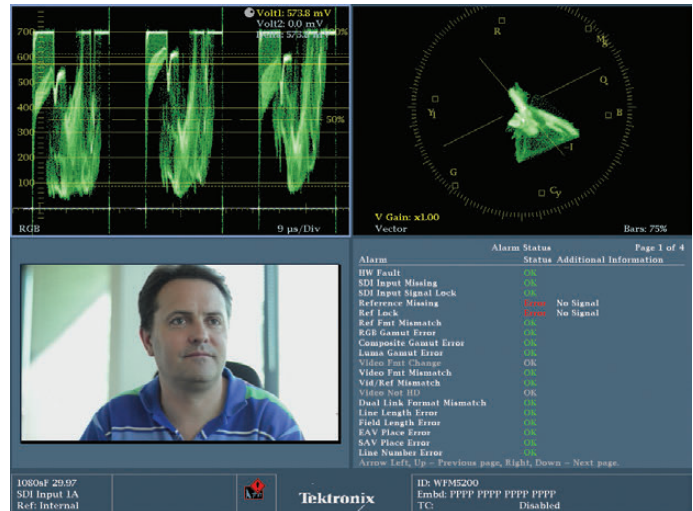 Volt1: 573.8 mV
Volt2: 0.0 mV
700
600
500
400
300
200
100
50%
RGB
9 µs/Div
R
Mg
Q
B
-I
Cy
G
Yl
V Gain: x1.00
Vector
Bars: 75%
Alarm Status
Page 1 of 4
Alarm Status Additional Information
HW Fault OK
SDI Input Missing OK
SDI Input Signal Lock OK
Reference Missing Error No Signal
Ref Lock Error No Signal
Ref Fmt Mismatch OK
RGB Gamut Error OK
Composite Gamut Error OK
Luma Gamut Error OK
Video Fmt Change OK
Video Fmt Mismatch OK
Vid/Ref Mismatch OK
Video Not HD OK
Dual Link Format Mismatch OK
Line Length Error OK
Field Length Error OK
EAV Place Error OK
SAV Place Error OK
Line Number Error OK
Arrow Left, Up - Previous page, Right, Down - Next page.
1080sF 29.97
SDI Input 1A
Ref: Internal
Tektronix
ID: WFM5200
Embd: PPPP PPPP PPPP PPPP
TC: Disabled